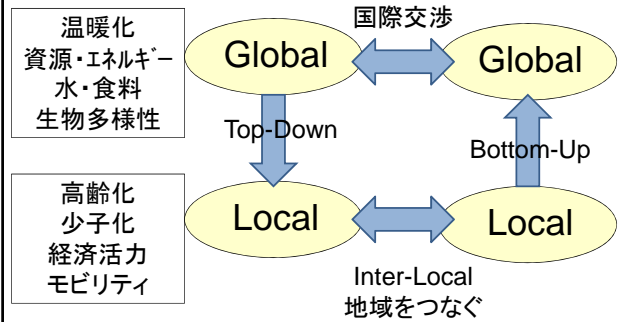 国際交渉
温暖化
資源・エネルギー
水・食料
生物多様性
Global
Global
Top-Down
Bottom-Up
高齢化
少子化
経済活力
モビリティ
Local
Local
Inter-Local
地域をつなぐ